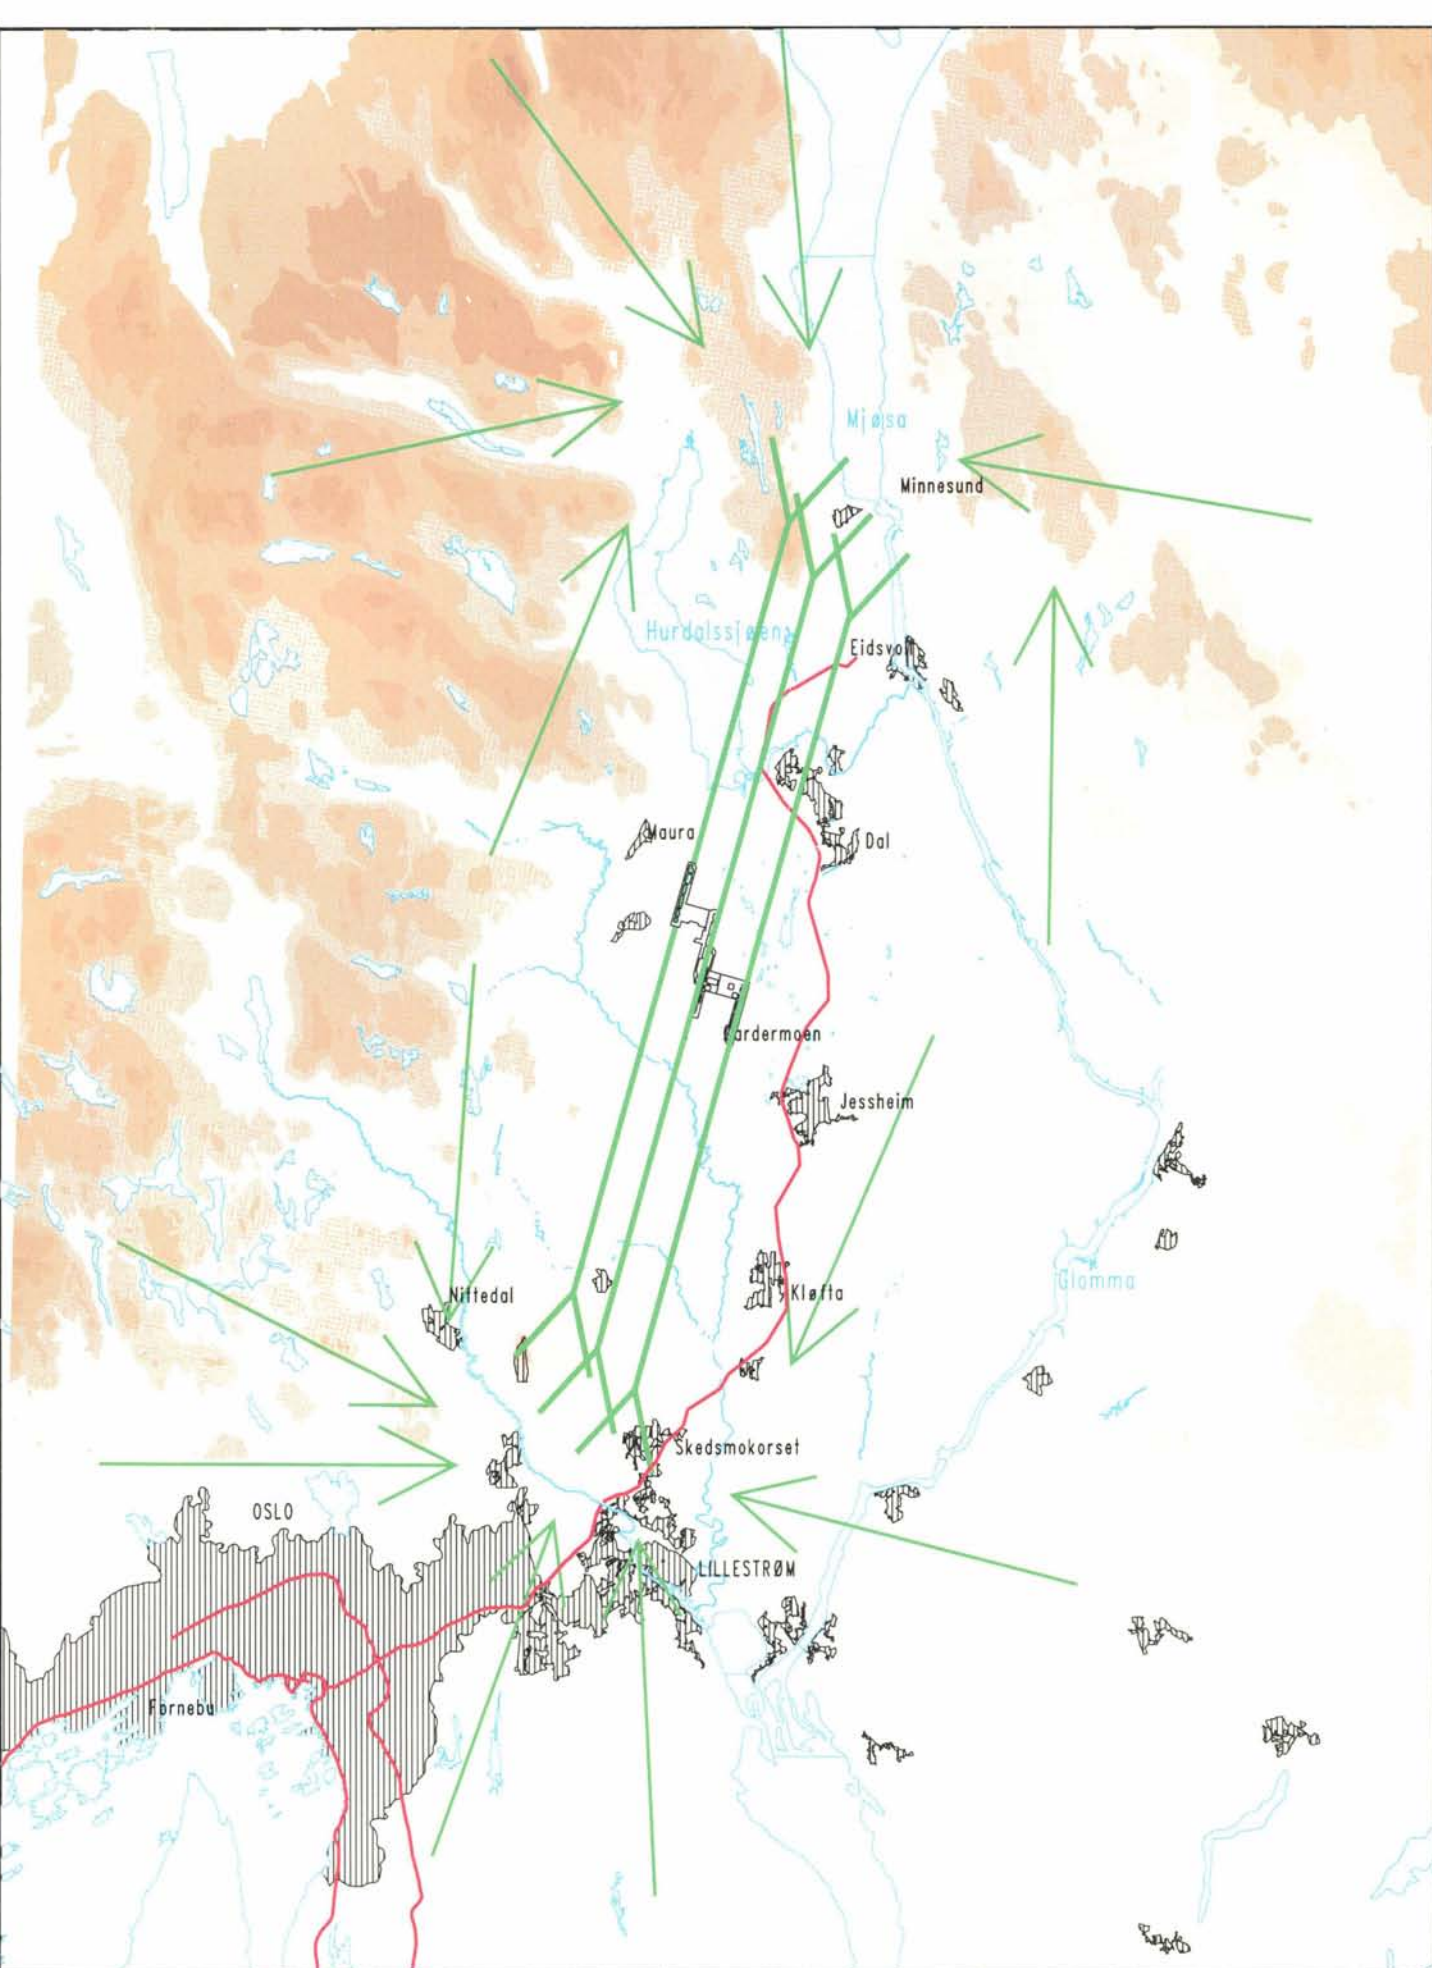 Mjøsa
Minnesund
Hurdalssjøen
Eidsvoll
Maura
Dal
Gardermoen
Jessheim
Glomma
Nittedal
Kløfta
Skedsmokorset
OSLO
LILLESTRØM
Fornebu